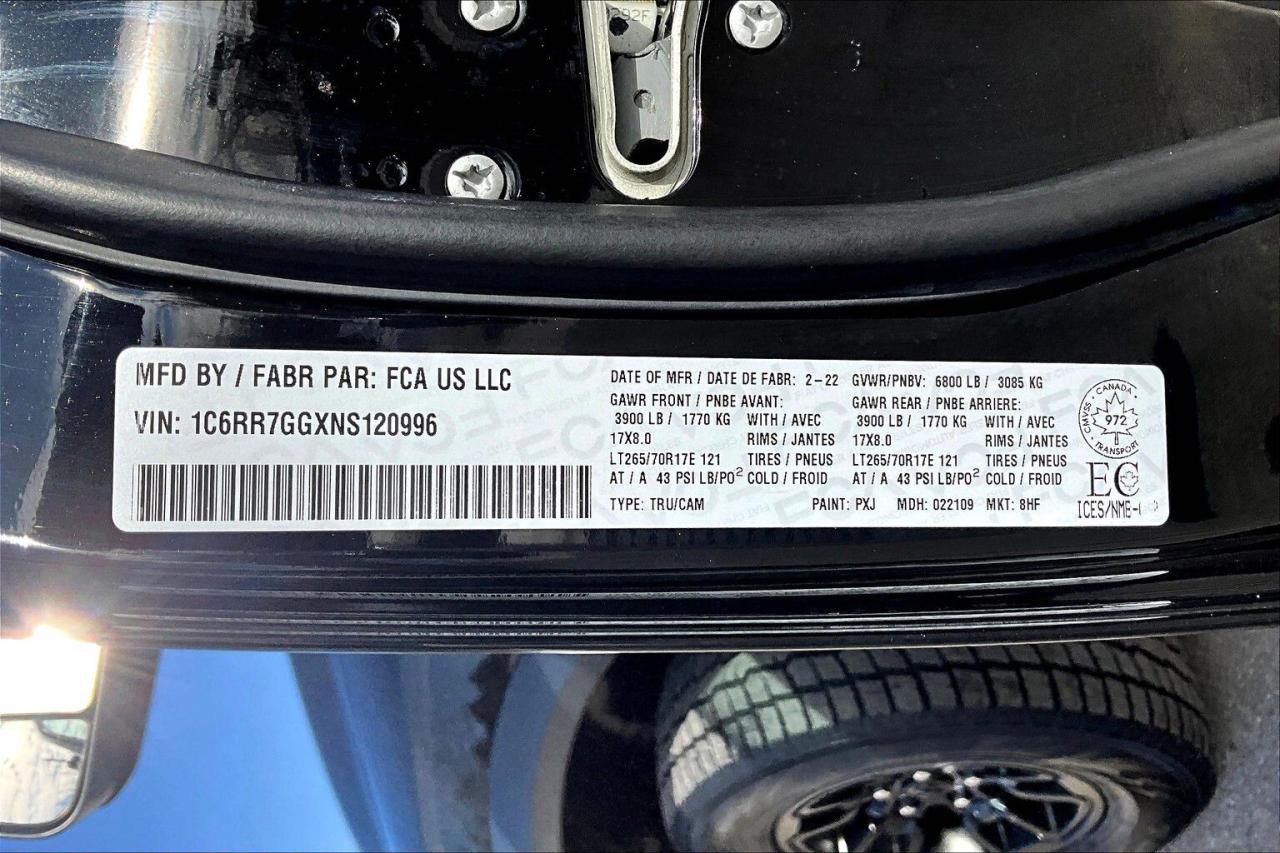 292F
MFD BY / FABR PAR: FCA US LLC
VIN: 1C6RR7GGXNS120996
DATE OF MFR / DATE DE FABR: 2-22 GVWR/PNBV: 6800 LB / 3085 KG
GAWR FRONT / PNBE AVANT: GAWR REAR / PNBE ARRIERE:
3900 LB / 1770 KG WITH / AVEC 3900 LB / 1770 KG WITH / AVEC
17X8.0 RIMS / JANTES 17X8.0 RIMS / JANTES
LT265/70R17E 121 TIRES / PNEUS LT265/70R17E 121 TIRES / PNEUS
AT / A 43 PSI LB/PO² COLD / FROID AT / A 43 PSI LB/PO² COLD / FROID
TYPE: TRU/CAM PAINT: PXJ MDH: 022109 MKT: 8HF
CANADA
CMVSS 972
TRANSPORT
EC
ICES/NMB-